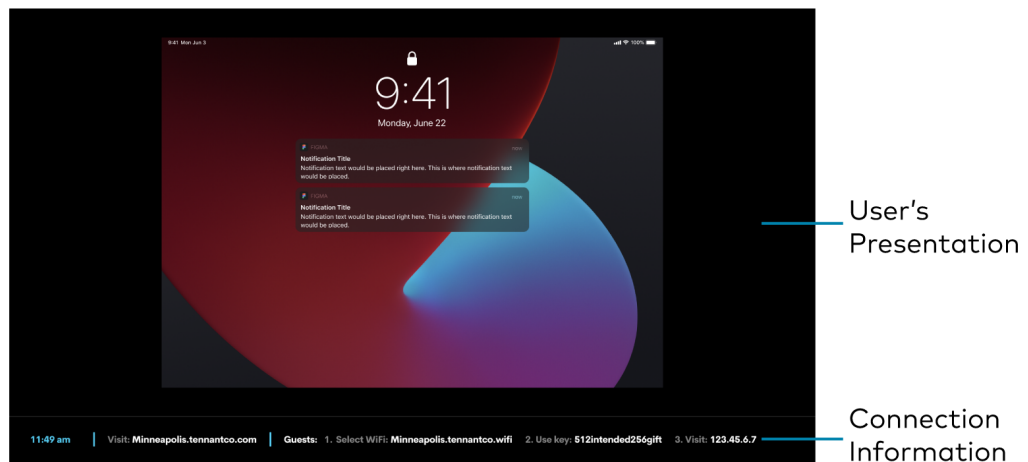 9:41 Mon Jun 3
100%
9:41
Monday, June 22
FIGMA
now
Notification Title
Notification text would be placed right here. This is where notification text
would be placed.
FIGMA
now
Notification Title
Notification text would be placed right here. This is where notification text
would be placed.
User's
Presentation
11:49 am Visit: Minneapolis.tennantco.com Guests: 1. Select WiFi: Minneapolis.tennantco.wifi 2. Use key: 512intended256gift 3. Visit: 123.45.6.7
Connection
Information